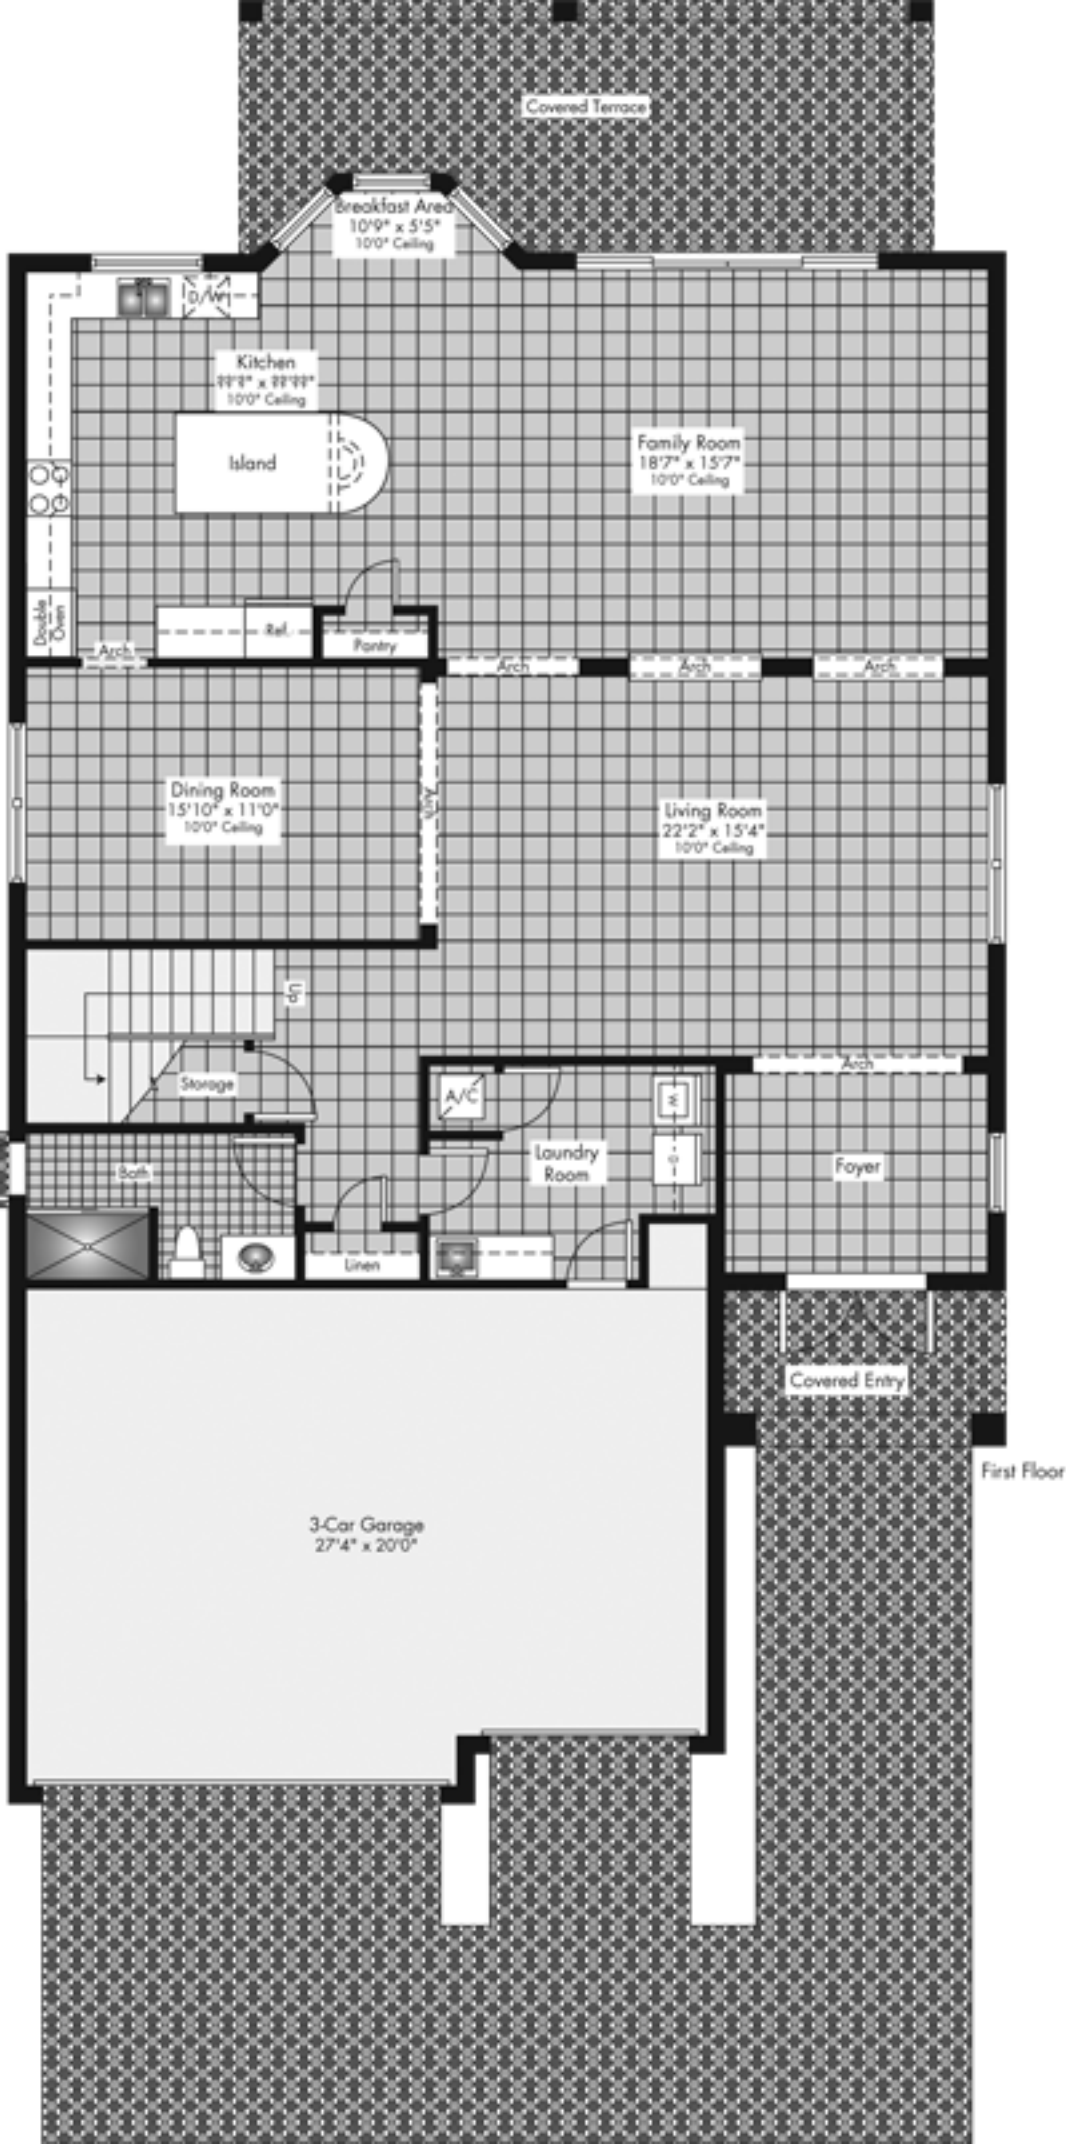 Covered Terrace
Breakfast Area
10'9" x 5'5"
10'0" Ceiling
D/W
Kitchen
??'?" x ??'??"
10'0" Ceiling
Island
Family Room
18'7" x 15'7"
10'0" Ceiling
Double
Oven
Ref.
Pantry
Arch
Arch
Arch
Arch
Dining Room
15'10" x 11'0"
10'0" Ceiling
Arch
Living Room
22'2" x 15'4"
10'0" Ceiling
Up
Storage
Arch
A/C
W
D
Laundry
Room
Foyer
Bath
Linen
Covered Entry
First Floor
3-Car Garage
27'4" x 20'0"